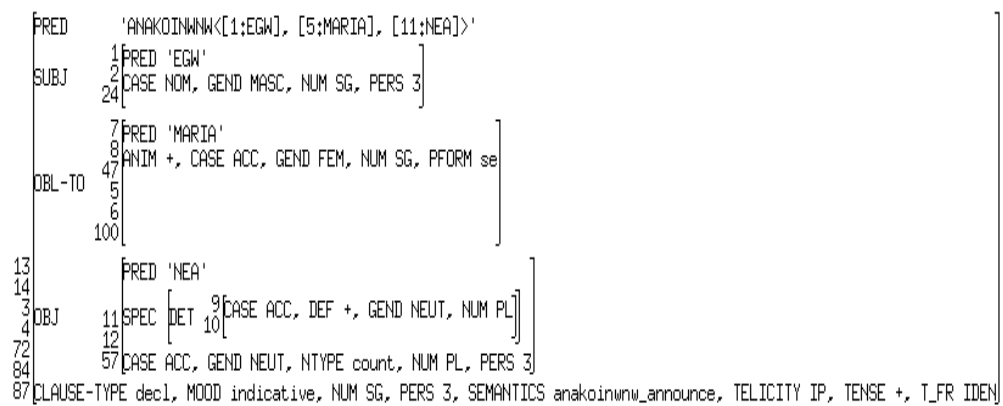 PRED 'ANAKOINWNW<[1:EGW], [5:MARIA], [11:NEA]>'
1 PRED 'EGW'
SUBJ 2
24 CASE NOM, GEND MASC, NUM SG, PERS 3
7 PRED 'MARIA'
8 ANIM +, CASE ACC, GEND FEM, NUM SG, PFORM se
47
OBL-TO 5
6
100
13 PRED 'NEA'
14
3 9 CASE ACC, DEF +, GEND NEUT, NUM PL
OBJ 11 SPEC DET
4 10
12
72 57 CASE ACC, GEND NEUT, NTYPE count, NUM PL, PERS 3
84
87 CLAUSE-TYPE decl, MOOD indicative, NUM SG, PERS 3, SEMANTICS anakoinwnw_announce, TELICITY IP, TENSE +, T_FR IDEN